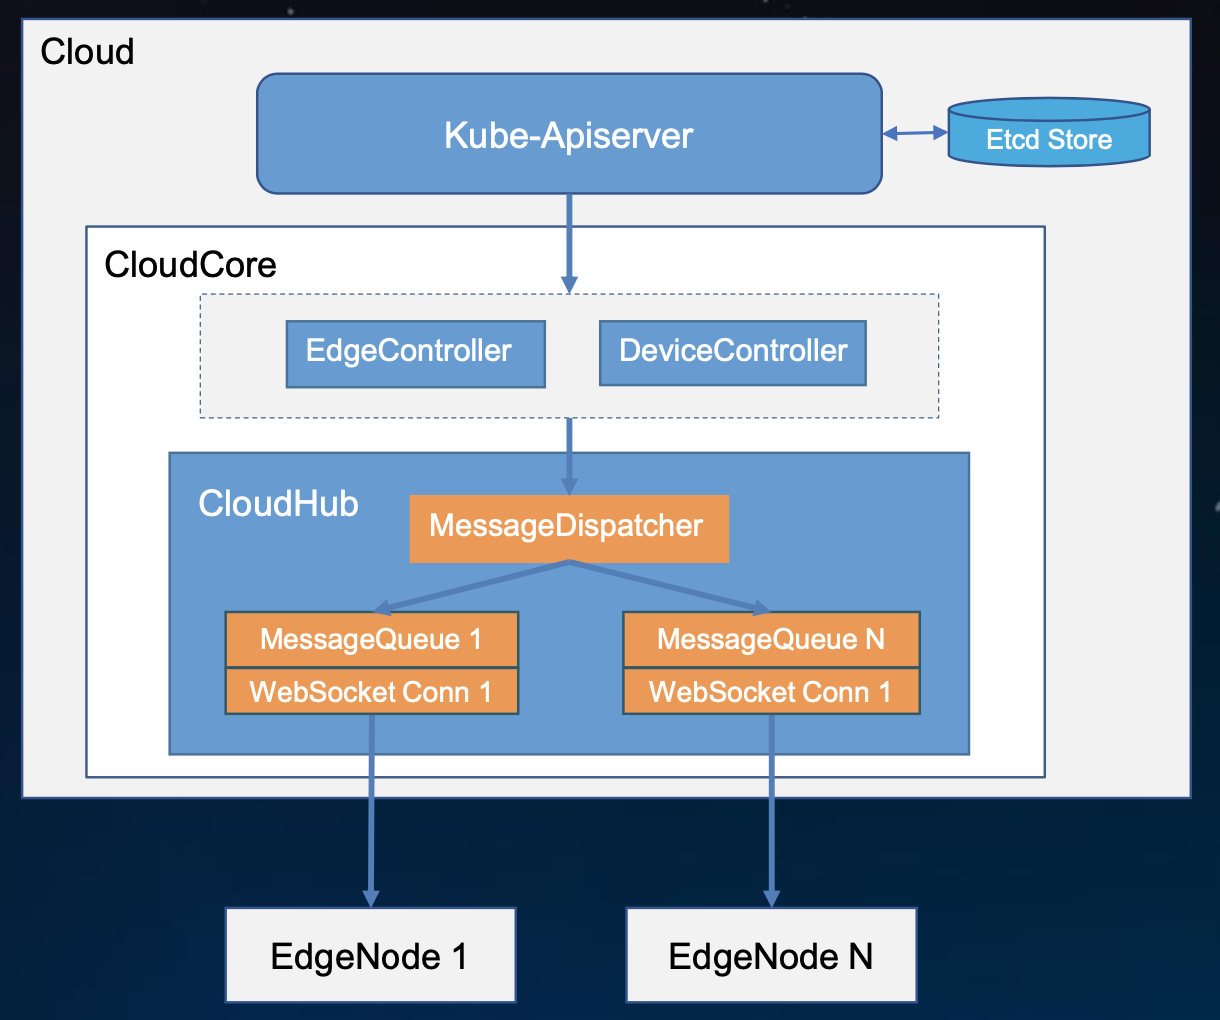 Cloud
Kube-Apiserver
Etcd Store
CloudCore
EdgeController
DeviceController
CloudHub
MessageDispatcher
MessageQueue 1
MessageQueue N
WebSocket Conn 1
WebSocket Conn 1
EdgeNode 1
EdgeNode N